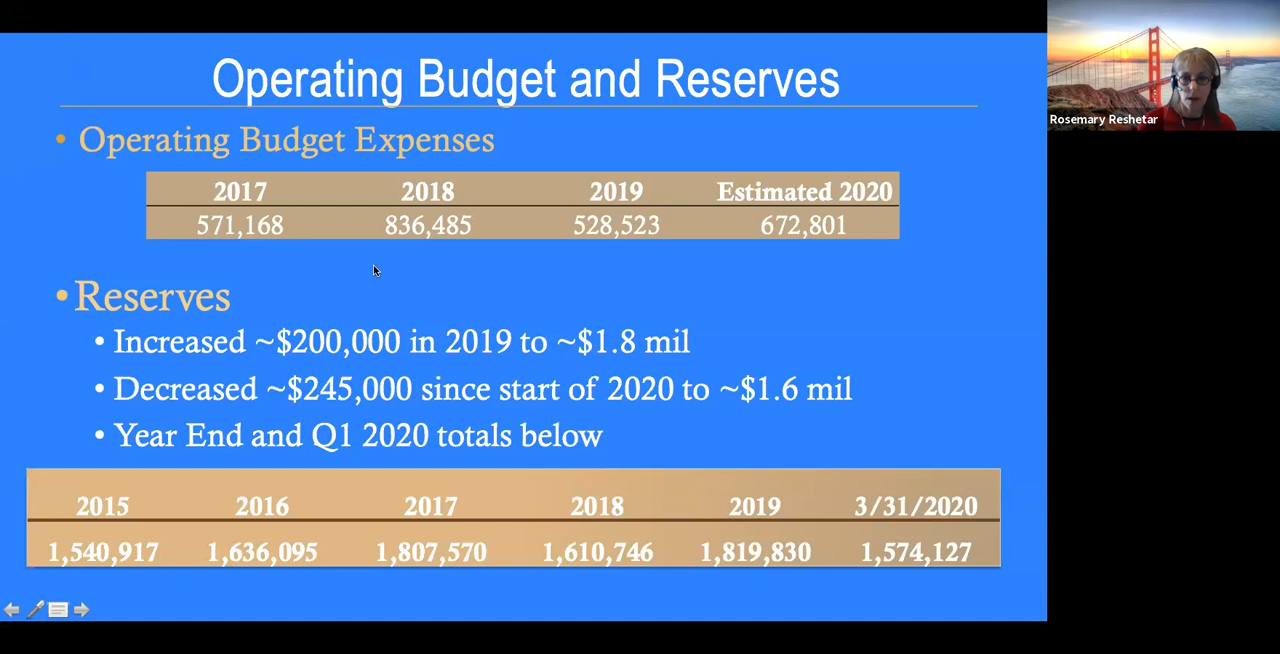 Operating Budget and Reserves
Rosemary Reshetar
• Operating Budget Expenses
2017 2018 2019 Estimated 2020
571,168 836,485 528,523 672,801
• Reserves
• Increased ~$200,000 in 2019 to ~$1.8 mil
• Decreased ~$245,000 since start of 2020 to ~$1.6 mil
• Year End and Q1 2020 totals below
2015 2016 2017 2018 2019 3/31/2020
1,540,917 1,636,095 1,807,570 1,610,746 1,819,830 1,574,127